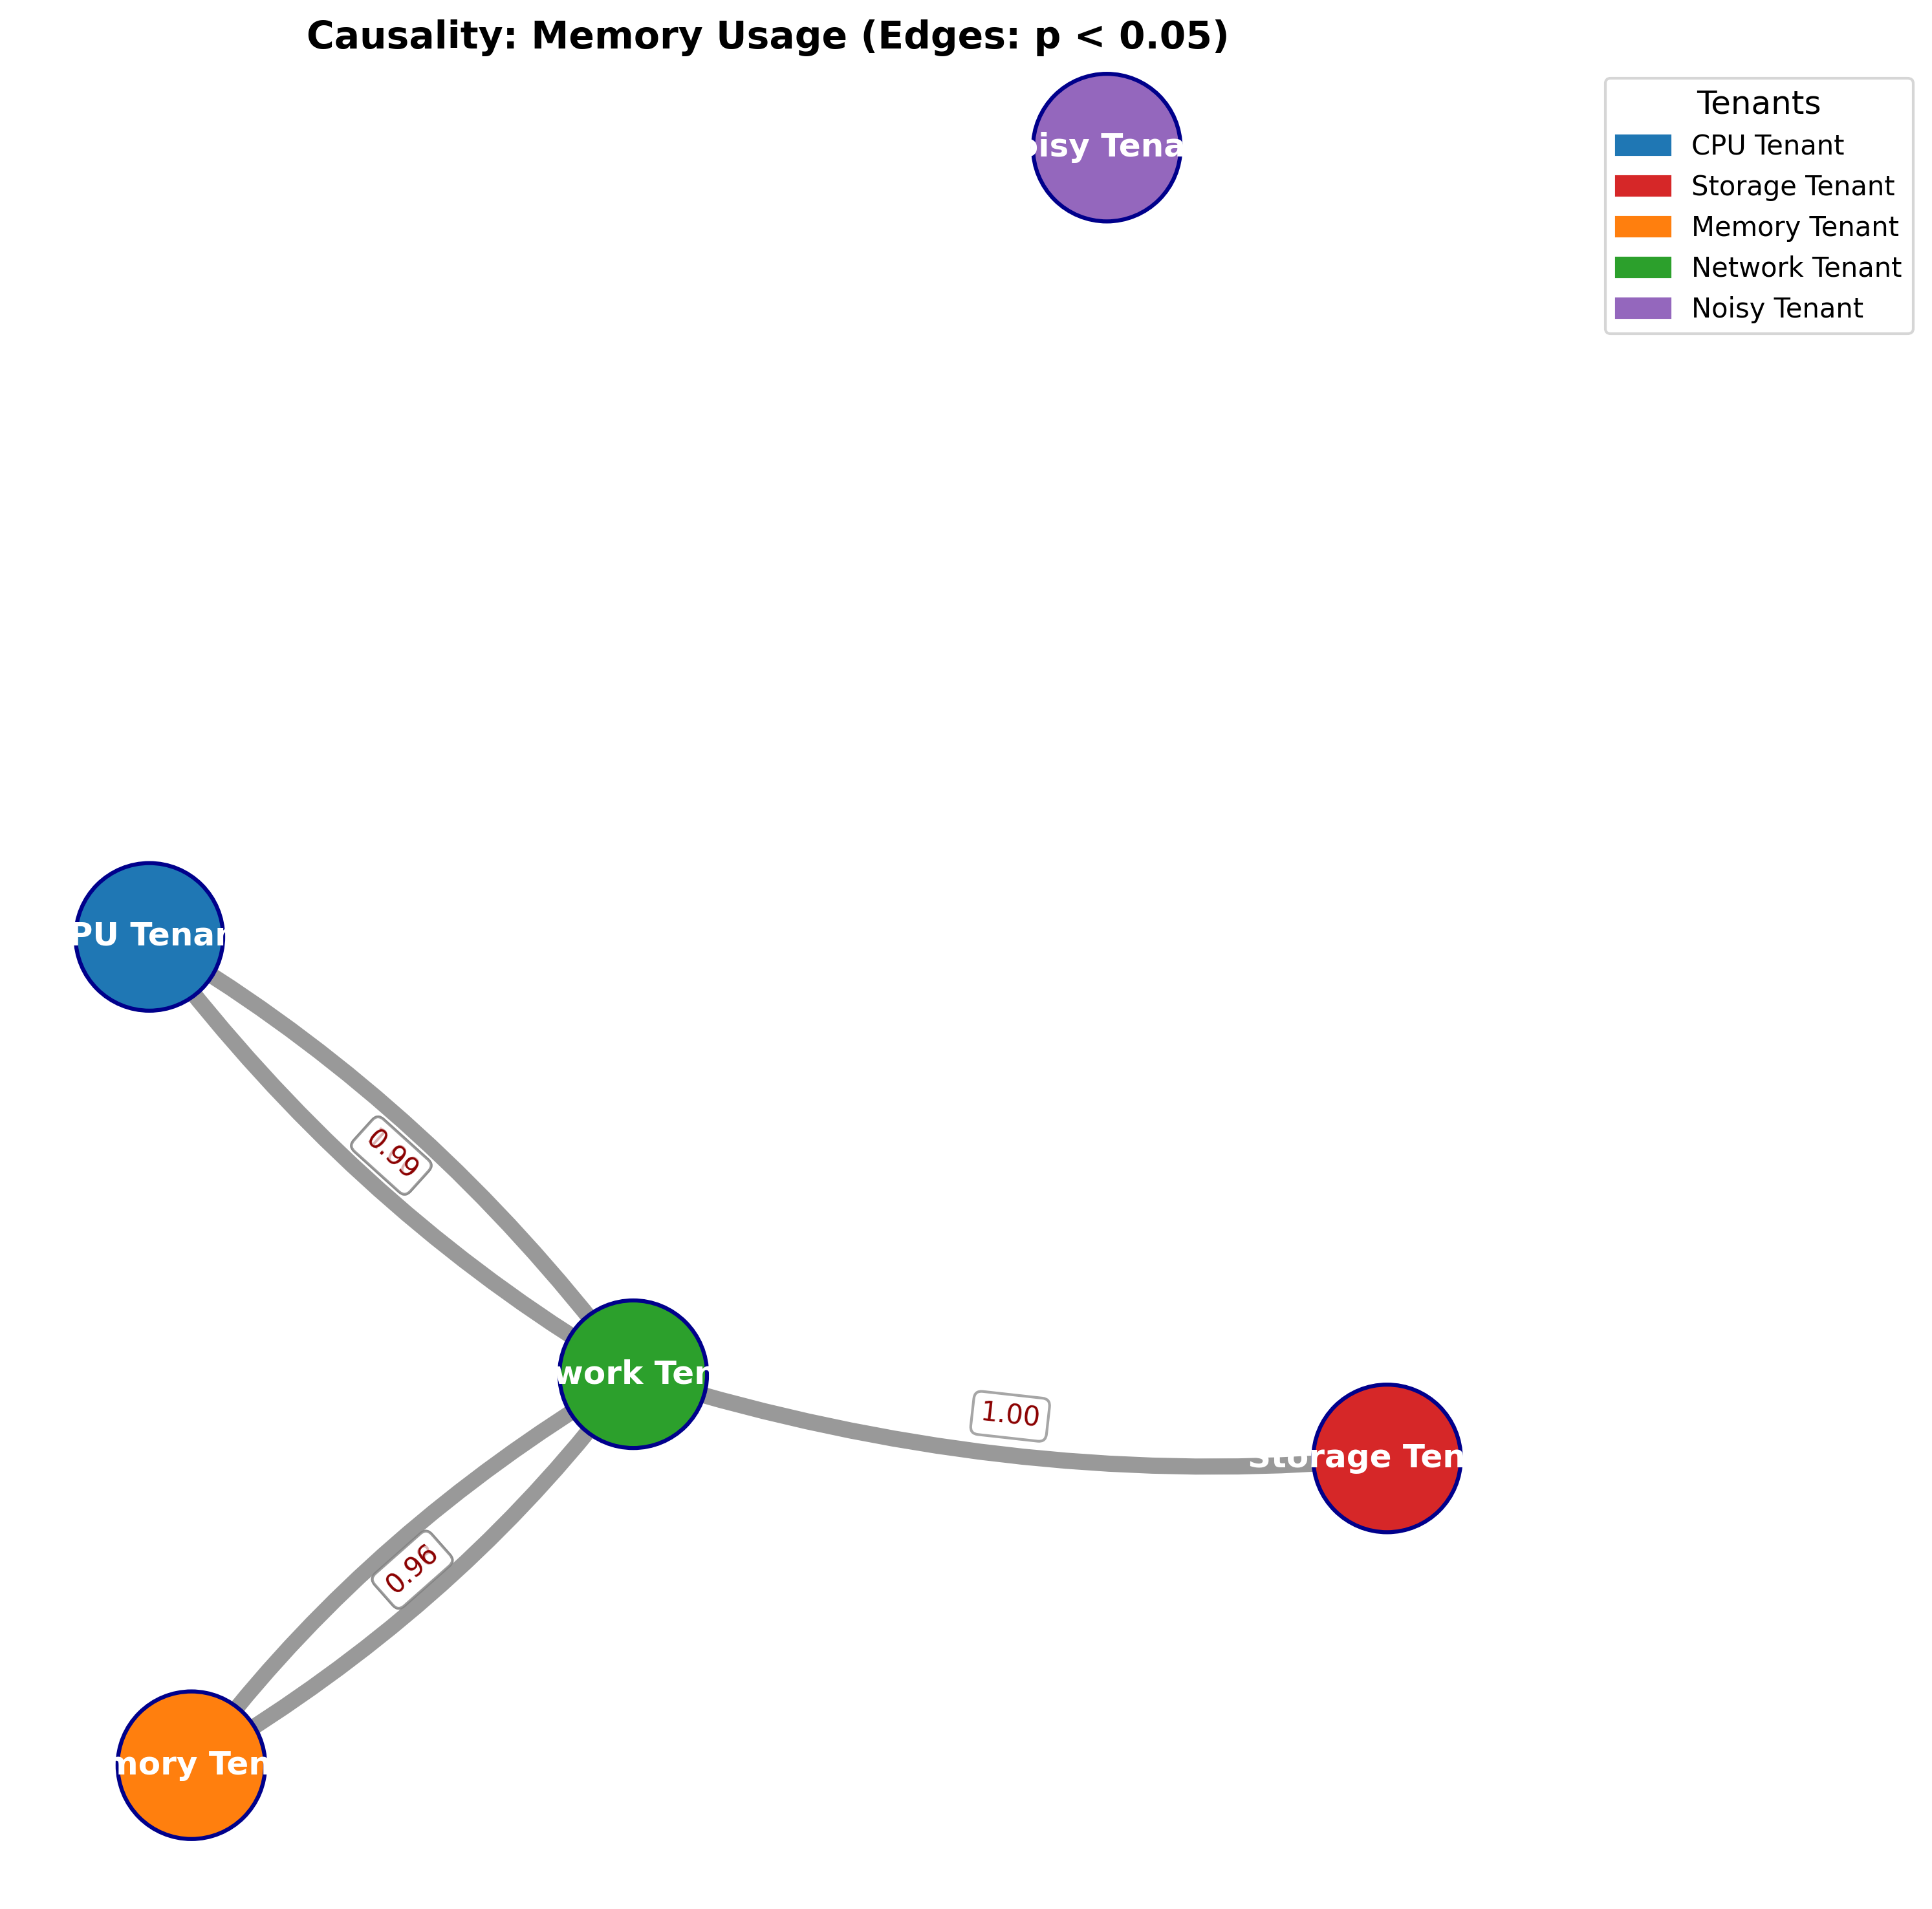 Causality: Memory Usage (Edges: p < 0.05)
Tenants
CPU Tenant
Storage Tenant
Memory Tenant
Network Tenant
Noisy Tenant
oisy Tena
PU Tenar
0.99
work Ten
1.00
Storage Ten
0.96
mory Ten